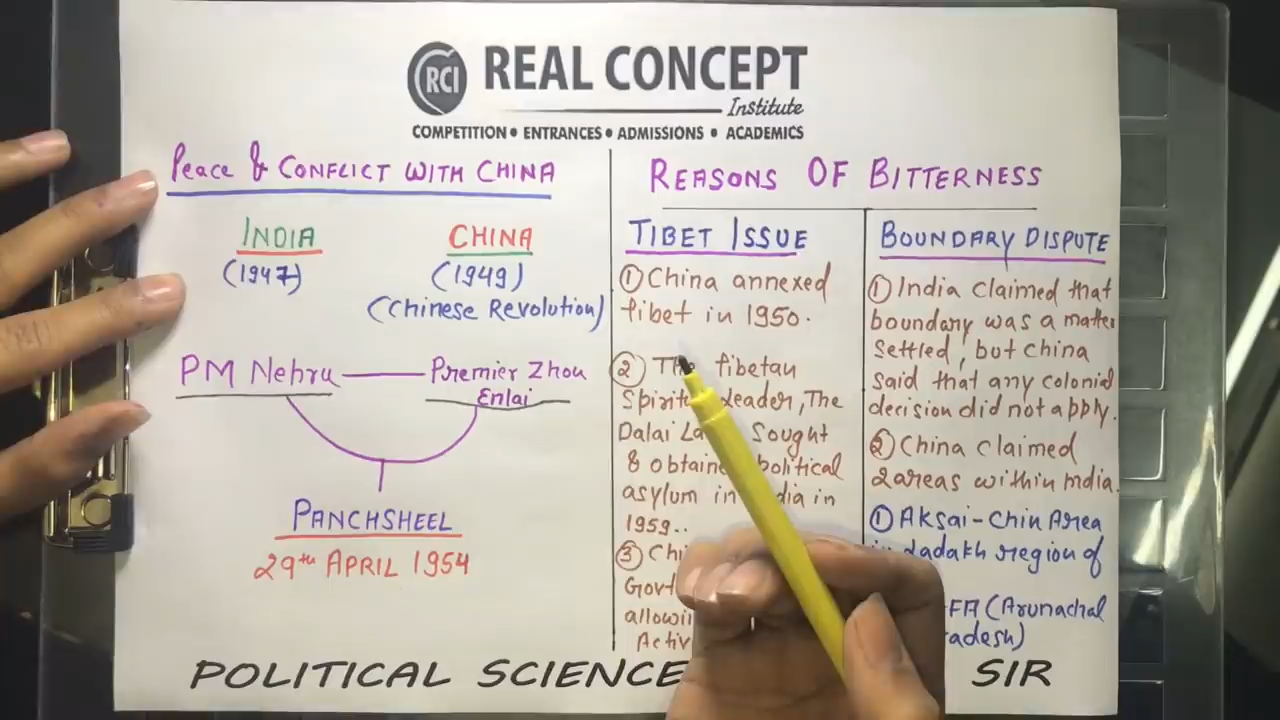 RCI
REAL CONCEPT
Institute
COMPETITION • ENTRANCES • ADMISSIONS • ACADEMICS
Peace & CONFLICT WITH CHINA
INDIA
(1947)
CHINA
(1949)
(Chinese Revolution)
PM Nehru
Premier Zhou
Enlai
PANCHSHEEL
29th APRIL 1954
REASONS OF BITTERNESS
TIBET ISSUE
① China annexed
Tibet in 1950.
② The Tibetan
Leader, The
Dalai Sought
& political
asylum in
1959..
③
BOUNDARY DISPUTE
① India claimed that
boundary was a matter
settled, but China
said that any colonial
decision did not apply.
② China claimed
2areas within India.
① Aksai-Chin Area
Ladakh region of
(Arunachal
POLITICAL SCIENCE
SIR